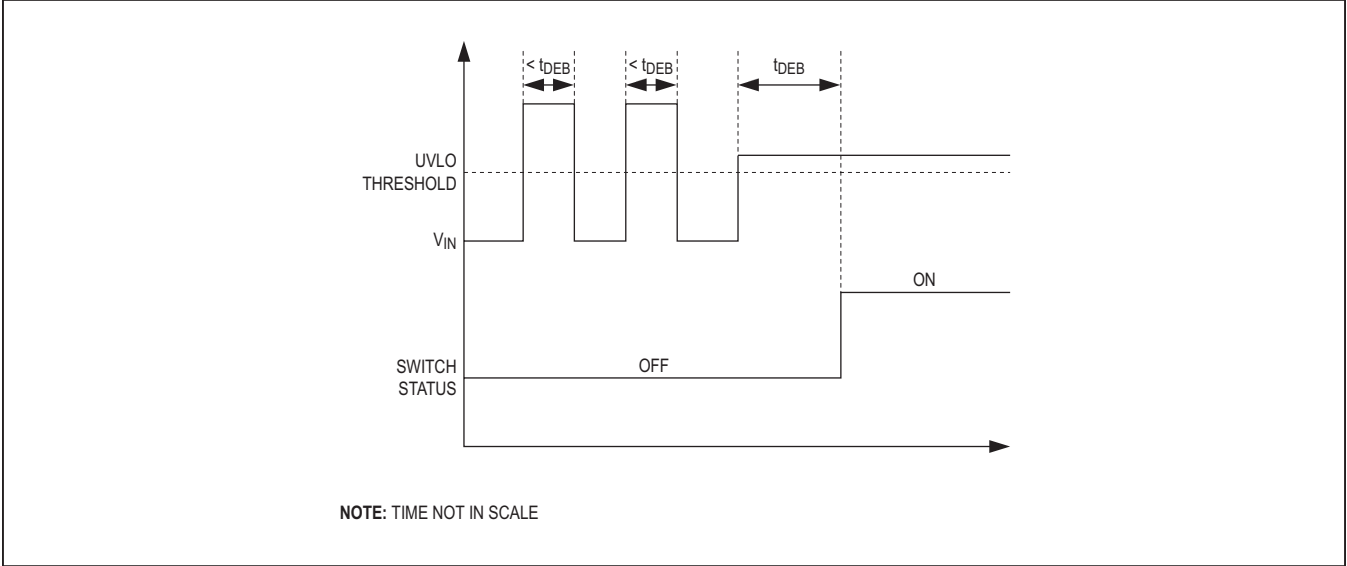 < tDEB
< tDEB
tDEB
UVLO
THRESHOLD
VIN
ON
SWITCH
STATUS
OFF
NOTE: TIME NOT IN SCALE